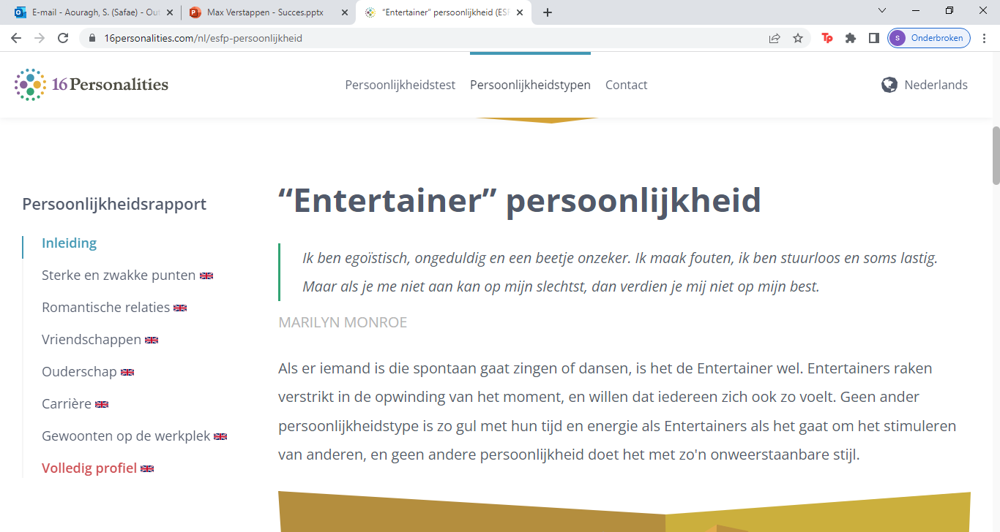 E-mail - Aouragh, S. (Safae) - Out
Max Verstappen - Succes.pptx
“Entertainer” persoonlijkheid (ESF
16personalities.com/nl/esfp-persoonlijkheid
Tp
S Onderbroken
16Personalities
Persoonlijkheidstest Persoonlijkheidstypen Contact
Nederlands
Persoonlijkheidsrapport
Inleiding
Sterke en zwakke punten
Romantische relaties
Vriendschappen
Ouderschap
Carrière
Gewoonten op de werkplek
Volledig profiel
“Entertainer” persoonlijkheid
Ik ben egoïstisch, ongeduldig en een beetje onzeker. Ik maak fouten, ik ben stuurloos en soms lastig.
Maar als je me niet aan kan op mijn slechtst, dan verdien je mij niet op mijn best.
MARILYN MONROE
Als er iemand is die spontaan gaat zingen of dansen, is het de Entertainer wel. Entertainers raken
verstrikt in de opwinding van het moment, en willen dat iedereen zich ook zo voelt. Geen ander
persoonlijkheidstype is zo gul met hun tijd en energie als Entertainers als het gaat om het stimuleren
van anderen, en geen andere persoonlijkheid doet het met zo'n onweerstaanbare stijl.